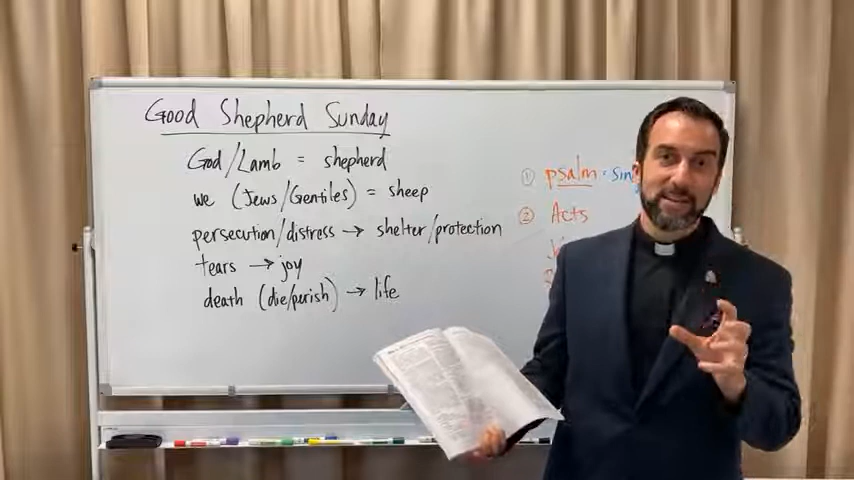 Good Shepherd Sunday
God/Lamb = shepherd
we (Jews/Gentiles) = sheep
persecution/distress → shelter/protection
tears → joy
death (die/perish) → life
① psalm
② Acts